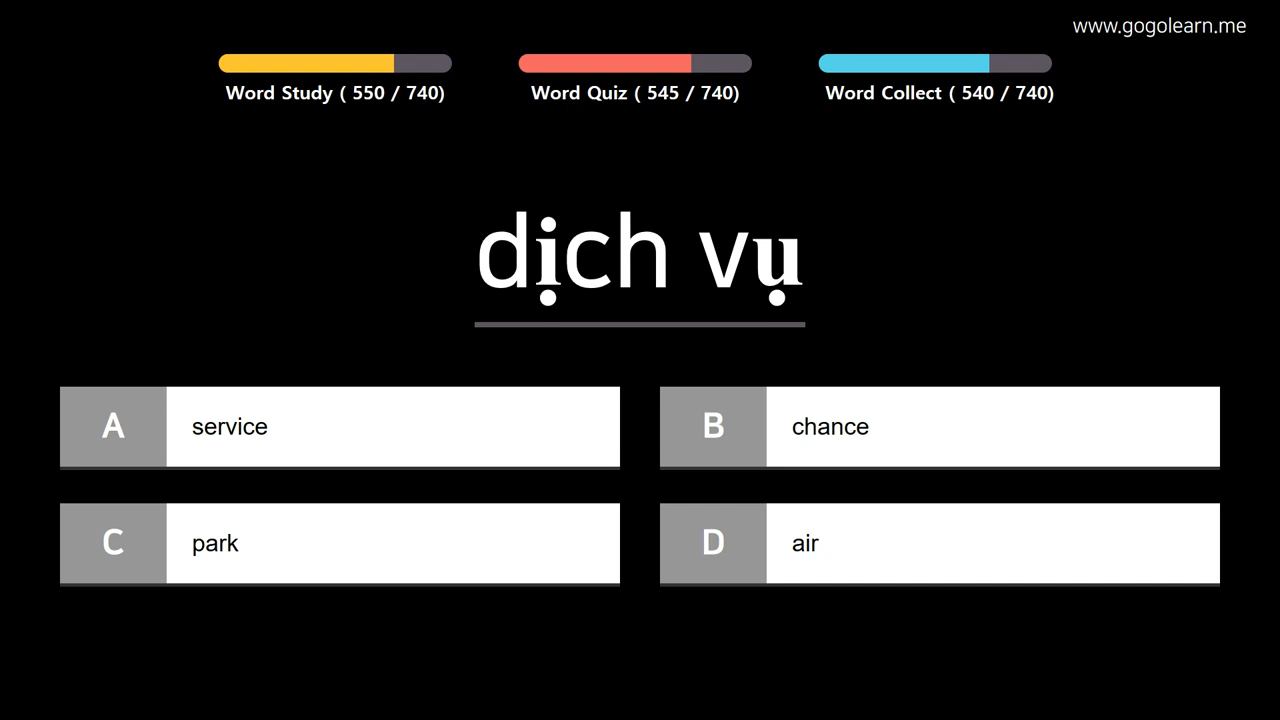 www.gogolearn.me
Word Study ( 550 / 740)
Word Quiz ( 545 / 740)
Word Collect ( 540 / 740)
dịch vụ
A service
B chance
C park
D air